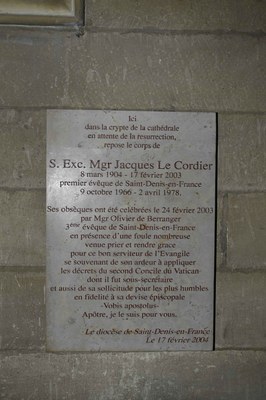 Ici
dans la crypte de la cathédrale
en attente de la resurrection,
repose le corps de
S. Exc. Mgr Jacques Le Cordier
8 mars 1904 - 17 février 2003
premier évêque de Saint-Denis-en-France
9 octobre 1966 - 2 avril 1978.
Ses obsèques ont été célébrées le 24 février 2003
par Mgr Olivier de Berranger
3ème évêque de Saint-Denis-en-France
en présence d'une foule nombreuse
venue prier et rendre grace
pour ce bon serviteur de l'Evangile
se souvenant de son ardeur à appliquer
les décrets du second Concile du Vatican
dont il fut sous-secrétaire
et aussi de sa sollicitude pour les plus humbles
en fidélité à sa devise épiscopale
-Vobis apostolus-
Apôtre, je le suis pour vous.
Le diocèse de Saint-Denis-en-France
Le 17 février 2004